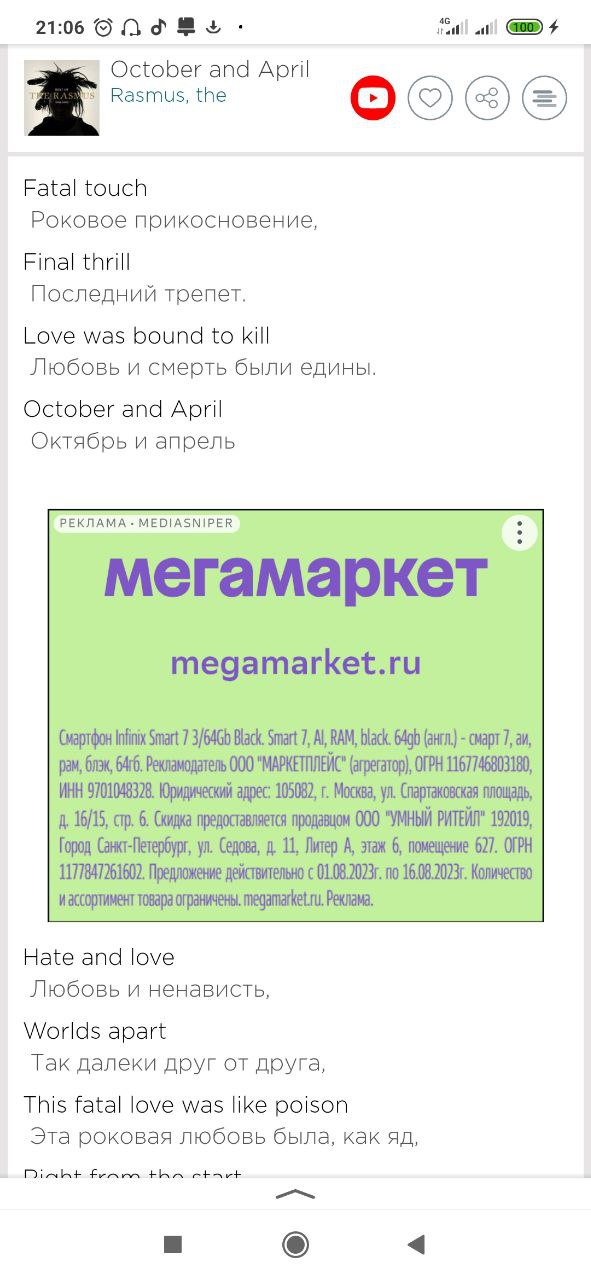 21:06
4G
100
October and April
BEST OF
THE RASMUS
Rasmus, the
Fatal touch
Роковое прикосновение,
Final thrill
Последний трепет.
Love was bound to kill
Любовь и смерть были едины.
October and April
Октябрь и апрель
РЕКЛАМА • MEDIASNIPER
мегамаркет
megamarket.ru
Смартфон Infinix Smart 7 3/64Gb Black. Smart 7, AI, RAM, black. 64gb (англ.) - смарт 7, аи,
рам, блэк, 64гб. Рекламодатель ООО "МАРКЕТПЛЕЙС" (агрегатор), ОГРН 1167746803180,
ИНН 9701048328. Юридический адрес: 105082, г. Москва, ул. Спартаковская площадь,
д. 16/15, стр. 6. Скидка предоставляется продавцом ООО "УМНЫЙ РИТЕЙЛ" 192019,
Город Санкт-Петербург, ул. Седова, д. 11, Литер А, этаж 6, помещение 627. ОГРН
1177847261602. Предложение действительно с 01.08.2023г. по 16.08.2023г. Количество
и ассортимент товара ограничены. megamarket.ru. Реклама.
Hate and love
Любовь и ненависть,
Worlds apart
Так далеки друг от друга,
This fatal love was like poison
Эта роковая любовь была, как яд,
Right from the start